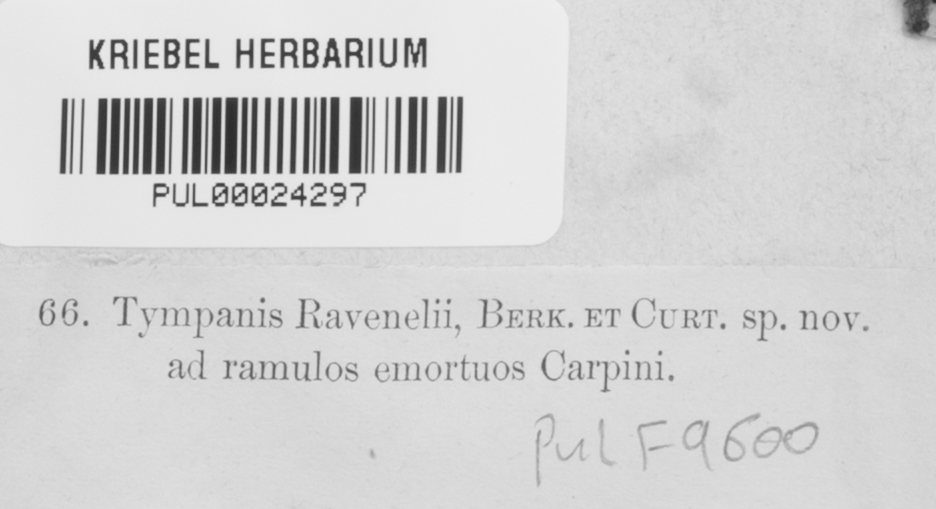 KRIEBEL HERBARIUM
PUL00024297
66. Tympanis Ravenelii, BERK. ET CURT. sp. nov.
ad ramulos emortuos Carpini.
PUL F9600